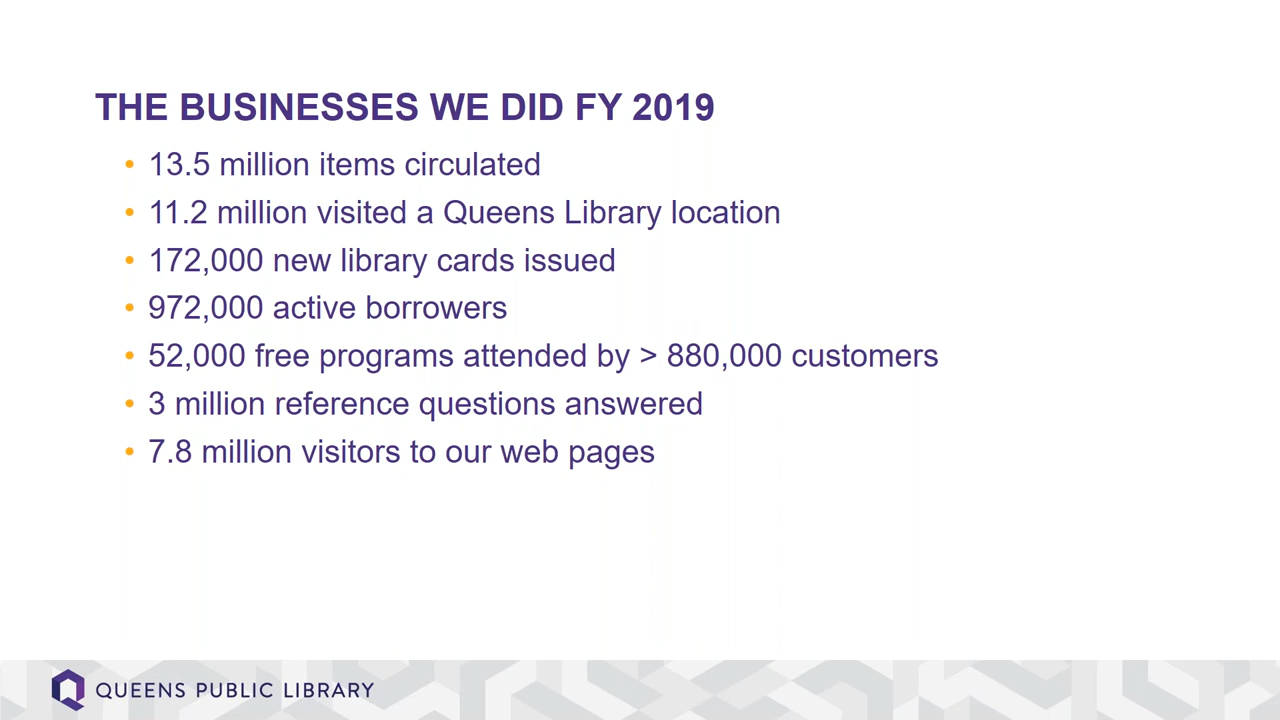 THE BUSINESSES WE DID FY 2019
• 13.5 million items circulated
• 11.2 million visited a Queens Library location
• 172,000 new library cards issued
• 972,000 active borrowers
• 52,000 free programs attended by > 880,000 customers
• 3 million reference questions answered
• 7.8 million visitors to our web pages
QUEENS PUBLIC LIBRARY